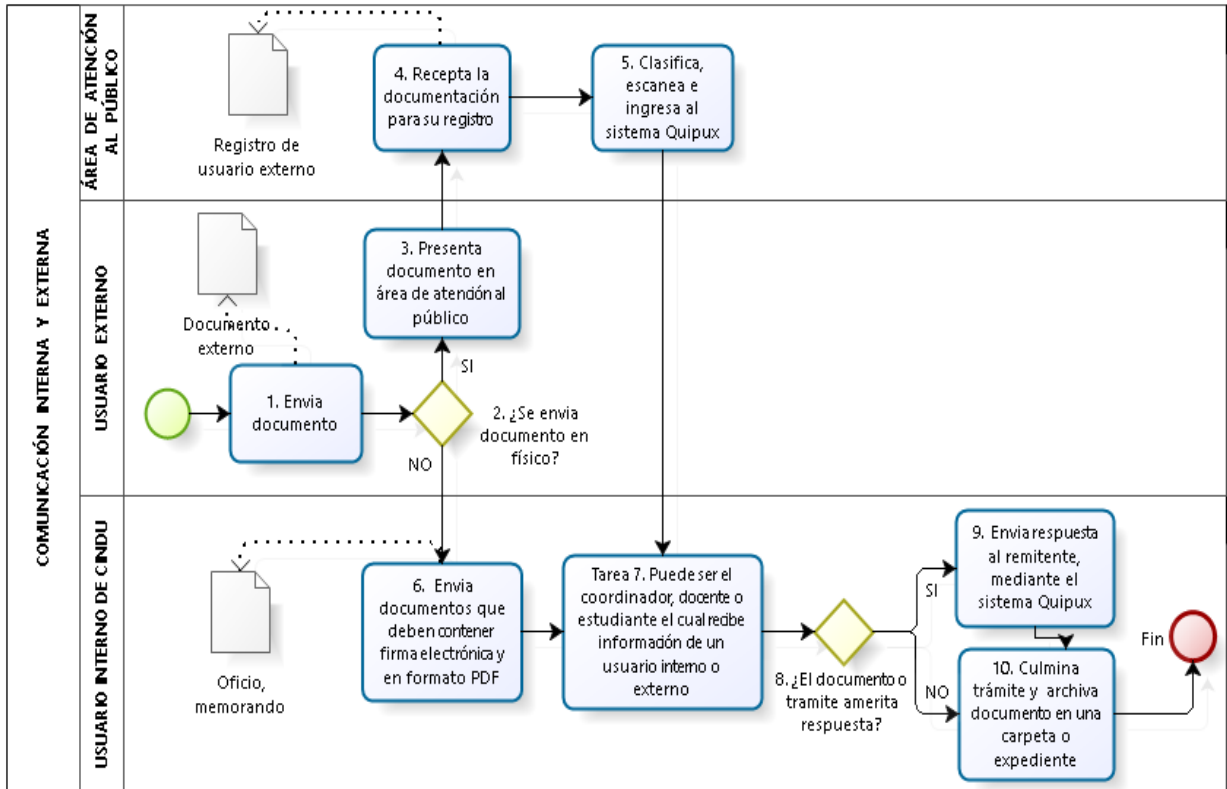 COMUNICACIÓN INTERNA Y EXTERNA
ÁREA DE ATENCIÓN
AL PÚBLICO
Registro de
usuario externo
4. Recepta la
documentación
para su registro
5. Clasifica,
escanea e
ingresa al
sistema Quipux
USUARIO EXTERNO
Documento
externo
1. Envia
documento
3. Presenta
documento en
área de atención al
público
SI
2. ¿Se envia
documento en
físico?
NO
USUARIO INTERNO DE CINDU
Oficio,
memorando
6. Envia
documentos que
deben contener
firma electrónica y
en formato PDF
Tarea 7. Puede ser el
coordinador, docente o
estudiante el cual recibe
información de un
usuario interno o
externo
8. ¿El documento o
tramite amerita
respuesta?
SI
NO
9. Envia respuesta
al remitente,
mediante el
sistema Quipux
10. Culmina
trámite y archiva
documento en una
carpeta o
expediente
Fin